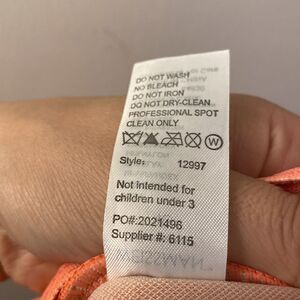 DO NOT WASH
NO BLEACH
DO NOT IRON
DO NOT DRY-CLEAN
PROFESSIONAL SPOT
CLEAN ONLY
W
Style: 12997
Not Intended for
children under 3
PO#:2021496
Supplier #: 6115